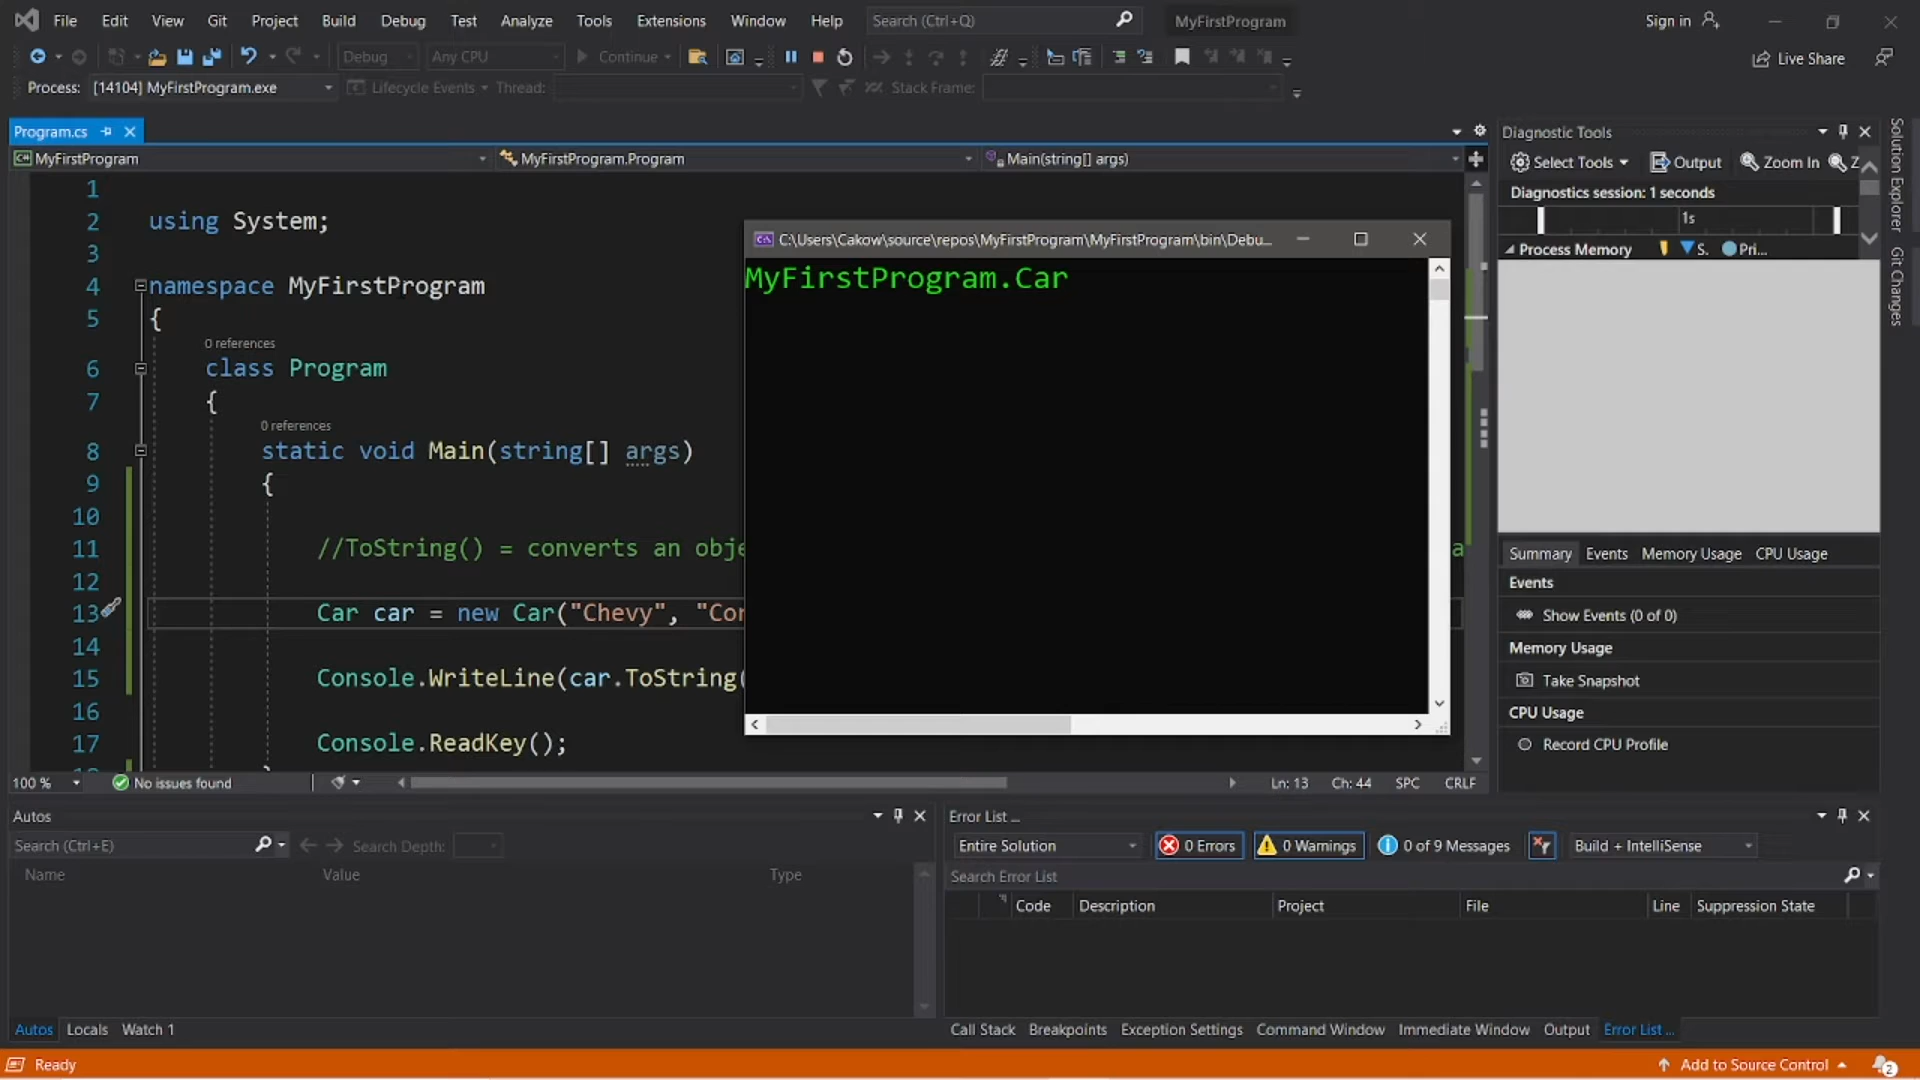 File Edit View Git Project Build Debug Test Analyze Tools Extensions Window Help Search (Ctrl+Q) MyFirstProgram Sign in
Debug Any CPU Continue Live Share
Process: [14104] MyFirstProgram.exe Lifecycle Events Thread: Stack Frame:
Program.cs
MyFirstProgram MyFirstProgram.Program Main(string[] args)
1
2 using System;
3
4 namespace MyFirstProgram
5 {
0 references
6 class Program
7 {
0 references
8 static void Main(string[] args)
9 {
10
11 //ToString() = converts an obje a
12
13 Car car = new Car("Chevy", "Cor
14
15 Console.WriteLine(car.ToString(
16
17 Console.ReadKey();
C:\Users\Cakow\source\repos\MyFirstProgram\MyFirstProgram\bin\Debu...
MyFirstProgram.Car
100 % No issues found Ln: 13 Ch: 44 SPC CRLF
Diagnostic Tools
Select Tools Output Zoom In Z
Diagnostics session: 1 seconds
1s
Process Memory S. Pri...
Summary Events Memory Usage CPU Usage
Events
Show Events (0 of 0)
Memory Usage
Take Snapshot
CPU Usage
Record CPU Profile
Solution Explorer
Git Changes
Autos
Search (Ctrl+E) Search Depth:
Name Value Type
Autos Locals Watch 1
Error List ...
Entire Solution 0 Errors 0 Warnings 0 of 9 Messages Build + IntelliSense
Search Error List
Code Description Project File Line Suppression State
Call Stack Breakpoints Exception Settings Command Window Immediate Window Output Error List ...
Ready Add to Source Control 2